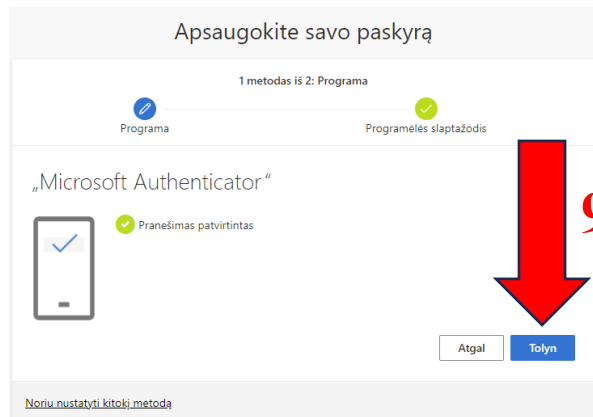 Apsaugokite savo paskyrą
1 metodas iš 2: Programa
Programa
Programėlės slaptažodis
„Microsoft Authenticator“
Pranešimas patvirtintas
9
Atgal
Tolyn
Noriu nustatyti kitokį metodą